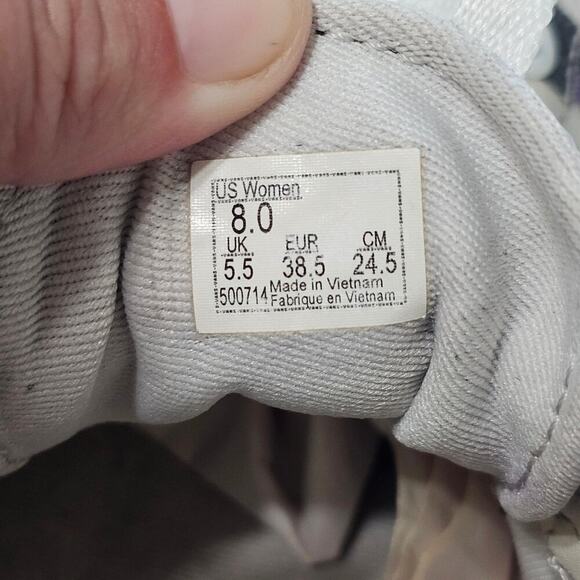 US Women
8.0
UK EUR CM
5.5 38.5 24.5
500714 Made in Vietnam
Fabrique en Vietnam